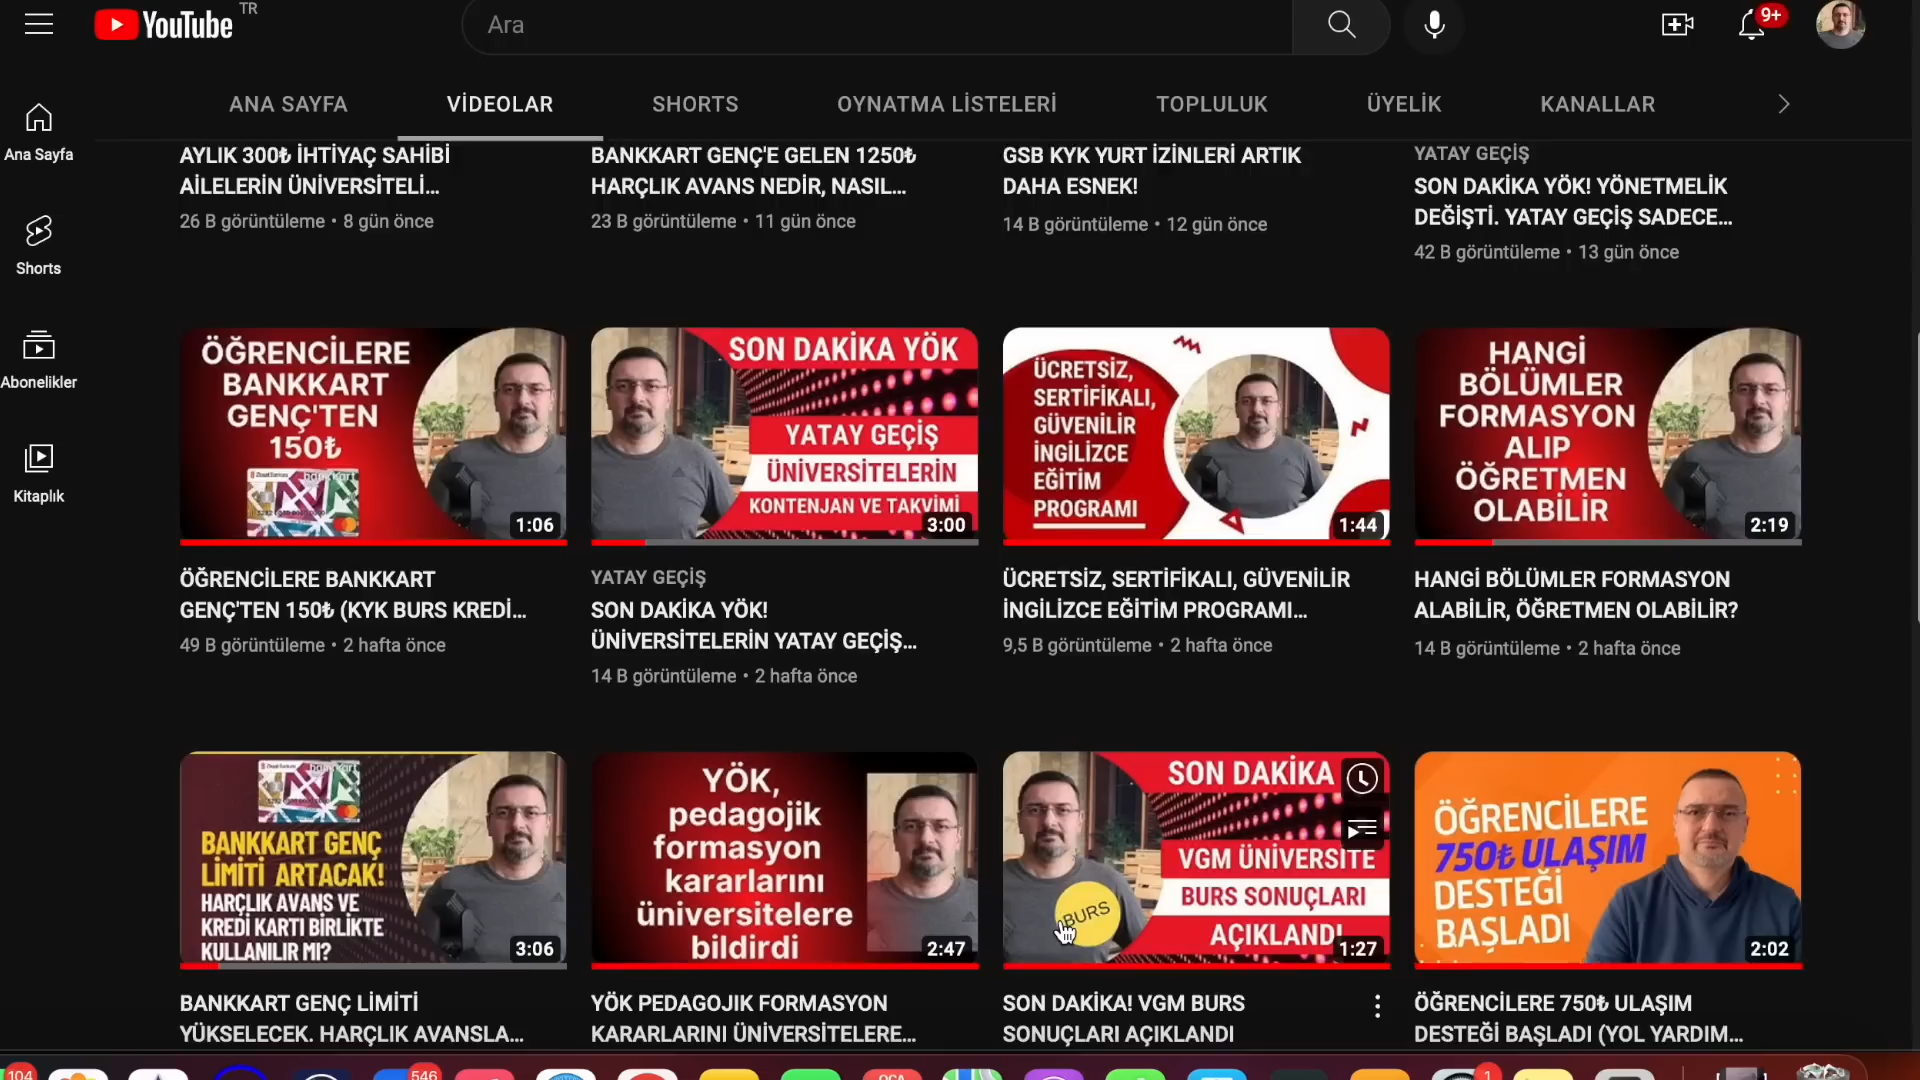 YouTube
TR
Ara
9+
ANA SAYFA
VİDEOLAR
SHORTS
OYNATMA LİSTELERİ
TOPLULUK
ÜYELİK
KANALLAR
Ana Sayfa
Shorts
Abonelikler
Kitaplık
AYLIK 300₺ İHTİYAÇ SAHİBİ
AİLELERİN ÜNİVERSİTELİ...
26 B görüntüleme • 8 gün önce
BANKKART GENÇ'E GELEN 1250₺
HARÇLIK AVANS NEDİR, NASIL...
23 B görüntüleme • 11 gün önce
GSB KYK YURT İZİNLERİ ARTIK
DAHA ESNEK!
14 B görüntüleme • 12 gün önce
YATAY GEÇİŞ
SON DAKİKA YÖK! YÖNETMELİK
DEĞİŞTİ. YATAY GEÇİŞ SADECE...
42 B görüntüleme • 13 gün önce
ÖĞRENCİLERE
BANKKART
GENÇ'TEN
150₺
bankkart
1:06
ÖĞRENCİLERE BANKKART
GENÇ'TEN 150₺ (KYK BURS KREDİ...
49 B görüntüleme • 2 hafta önce
SON DAKİKA YÖK
YATAY GEÇİŞ
ÜNİVERSİTELERİN
KONTENJAN VE TAKVİMİ
3:00
YATAY GEÇİŞ
SON DAKİKA YÖK!
ÜNİVERSİTELERİN YATAY GEÇİŞ...
14 B görüntüleme • 2 hafta önce
ÜCRETSİZ,
SERTİFİKALI,
GÜVENİLİR
İNGİLİZCE
EĞİTİM
PROGRAMI
1:44
ÜCRETSİZ, SERTİFİKALI, GÜVENİLİR
İNGİLİZCE EĞİTİM PROGRAMI...
9,5 B görüntüleme • 2 hafta önce
HANGİ
BÖLÜMLER
FORMASYON
ALIP
ÖĞRETMEN
OLABİLİR
2:19
HANGİ BÖLÜMLER FORMASYON
ALABİLİR, ÖĞRETMEN OLABİLİR?
14 B görüntüleme • 2 hafta önce
bankkart
BANKKART GENÇ
LİMİTİ ARTACAK!
HARÇLIK AVANS VE
KREDİ KARTI BİRLİKTE
KULLANILIR MI?
3:06
BANKKART GENÇ LİMİTİ
YÜKSELECEK. HARÇLIK AVANSLA...
YÖK,
pedagojik
formasyon
kararlarını
üniversitelere
bildirdi
2:47
YÖK PEDAGOJIK FORMASYON
KARARLARINI ÜNİVERSİTELERE...
SON DAKİKA
VGM ÜNİVERSİTE
BURS SONUÇLARI
AÇIKLANDI
BURS
1:27
SON DAKİKA! VGM BURS
SONUÇLARI AÇIKLANDI
ÖĞRENCİLERE
750₺ ULAŞIM
DESTEĞİ
BAŞLADI
2:02
ÖĞRENCİLERE 750₺ ULAŞIM
DESTEĞİ BAŞLADI (YOL YARDIM...
104
546
1